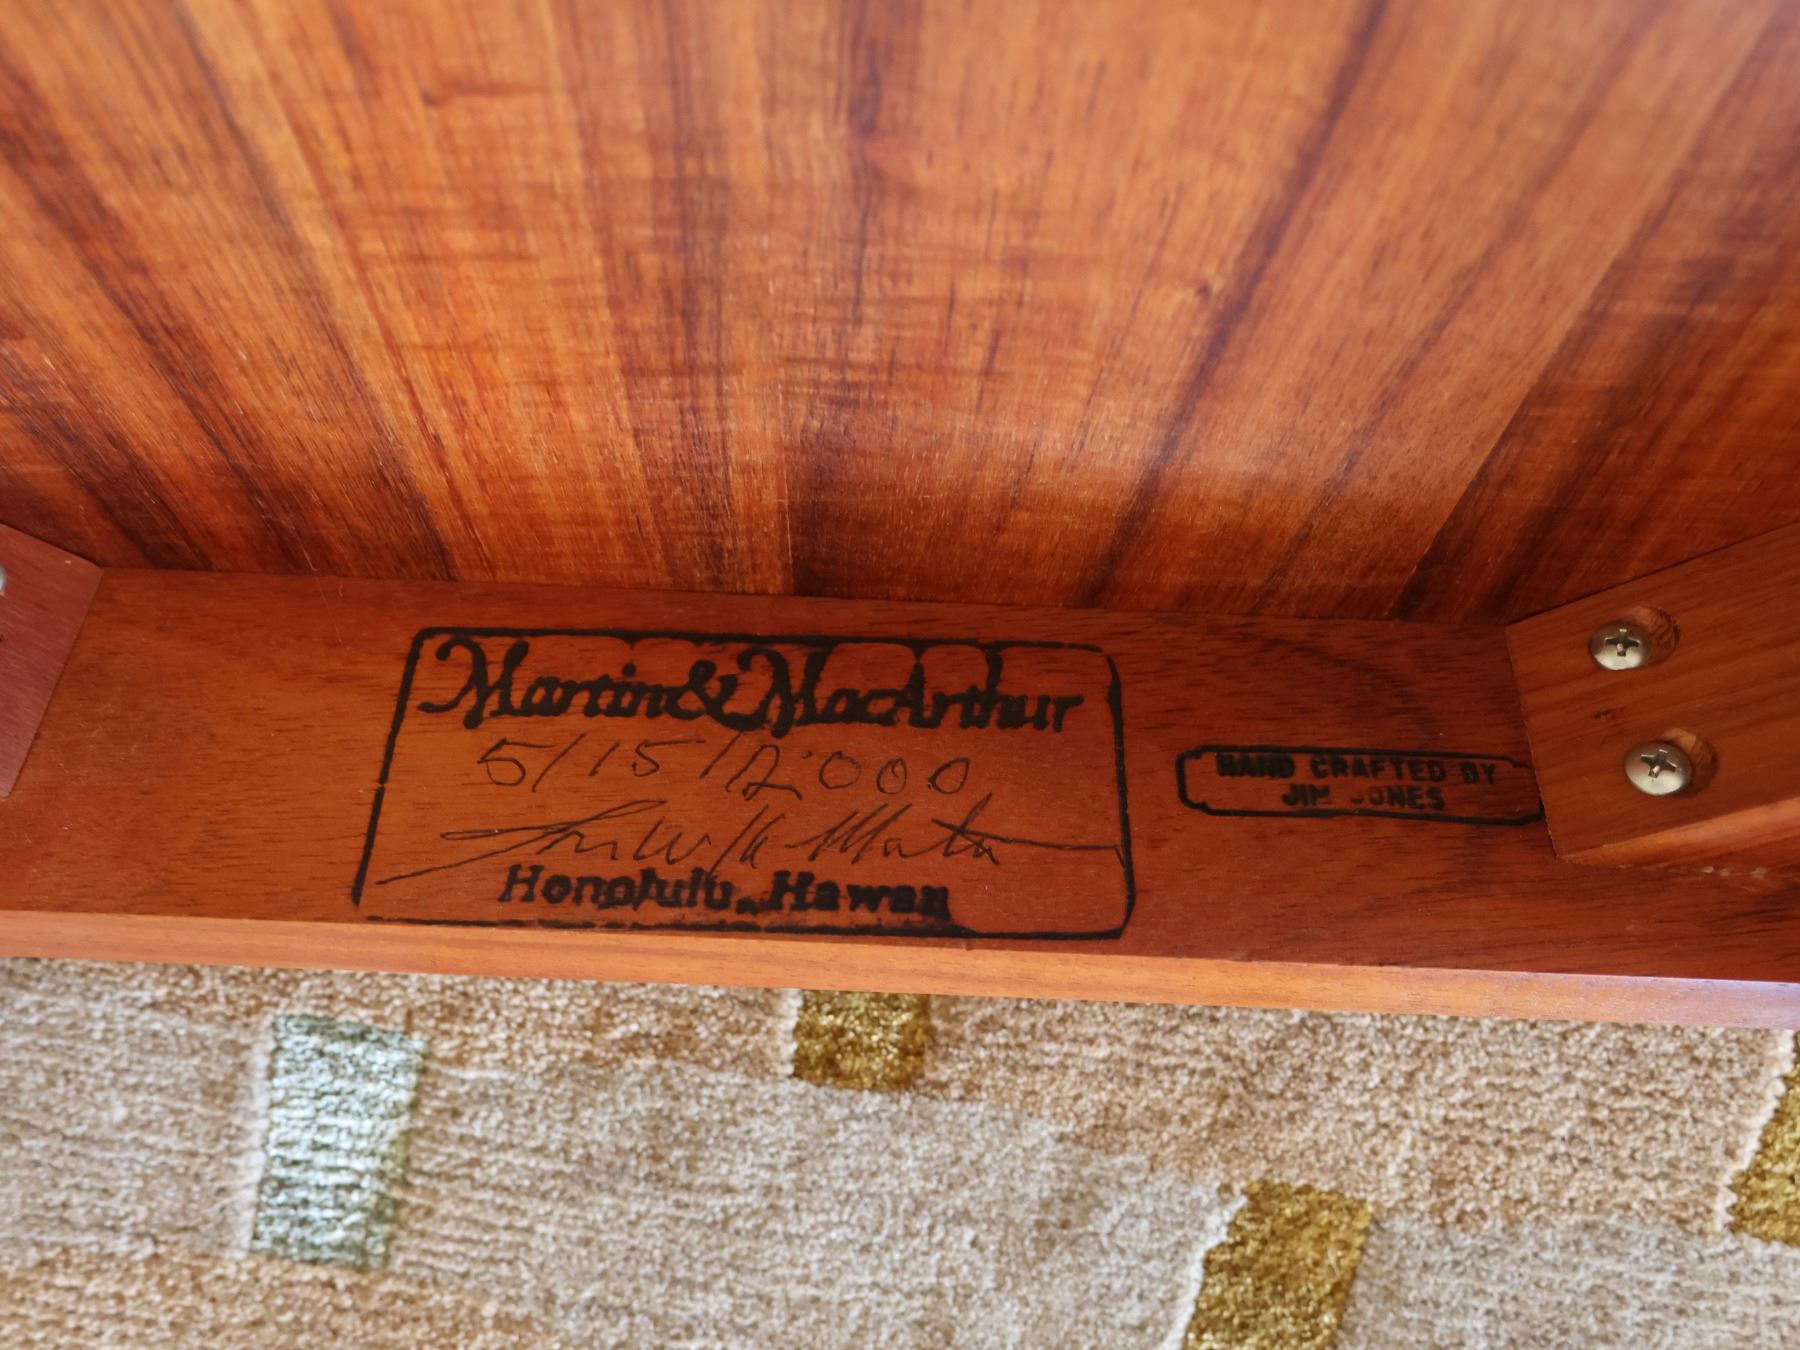 Martin & MacArthur
5/15/2000
Honolulu, Hawaii
HAND CRAFTED BY
JIM JONES